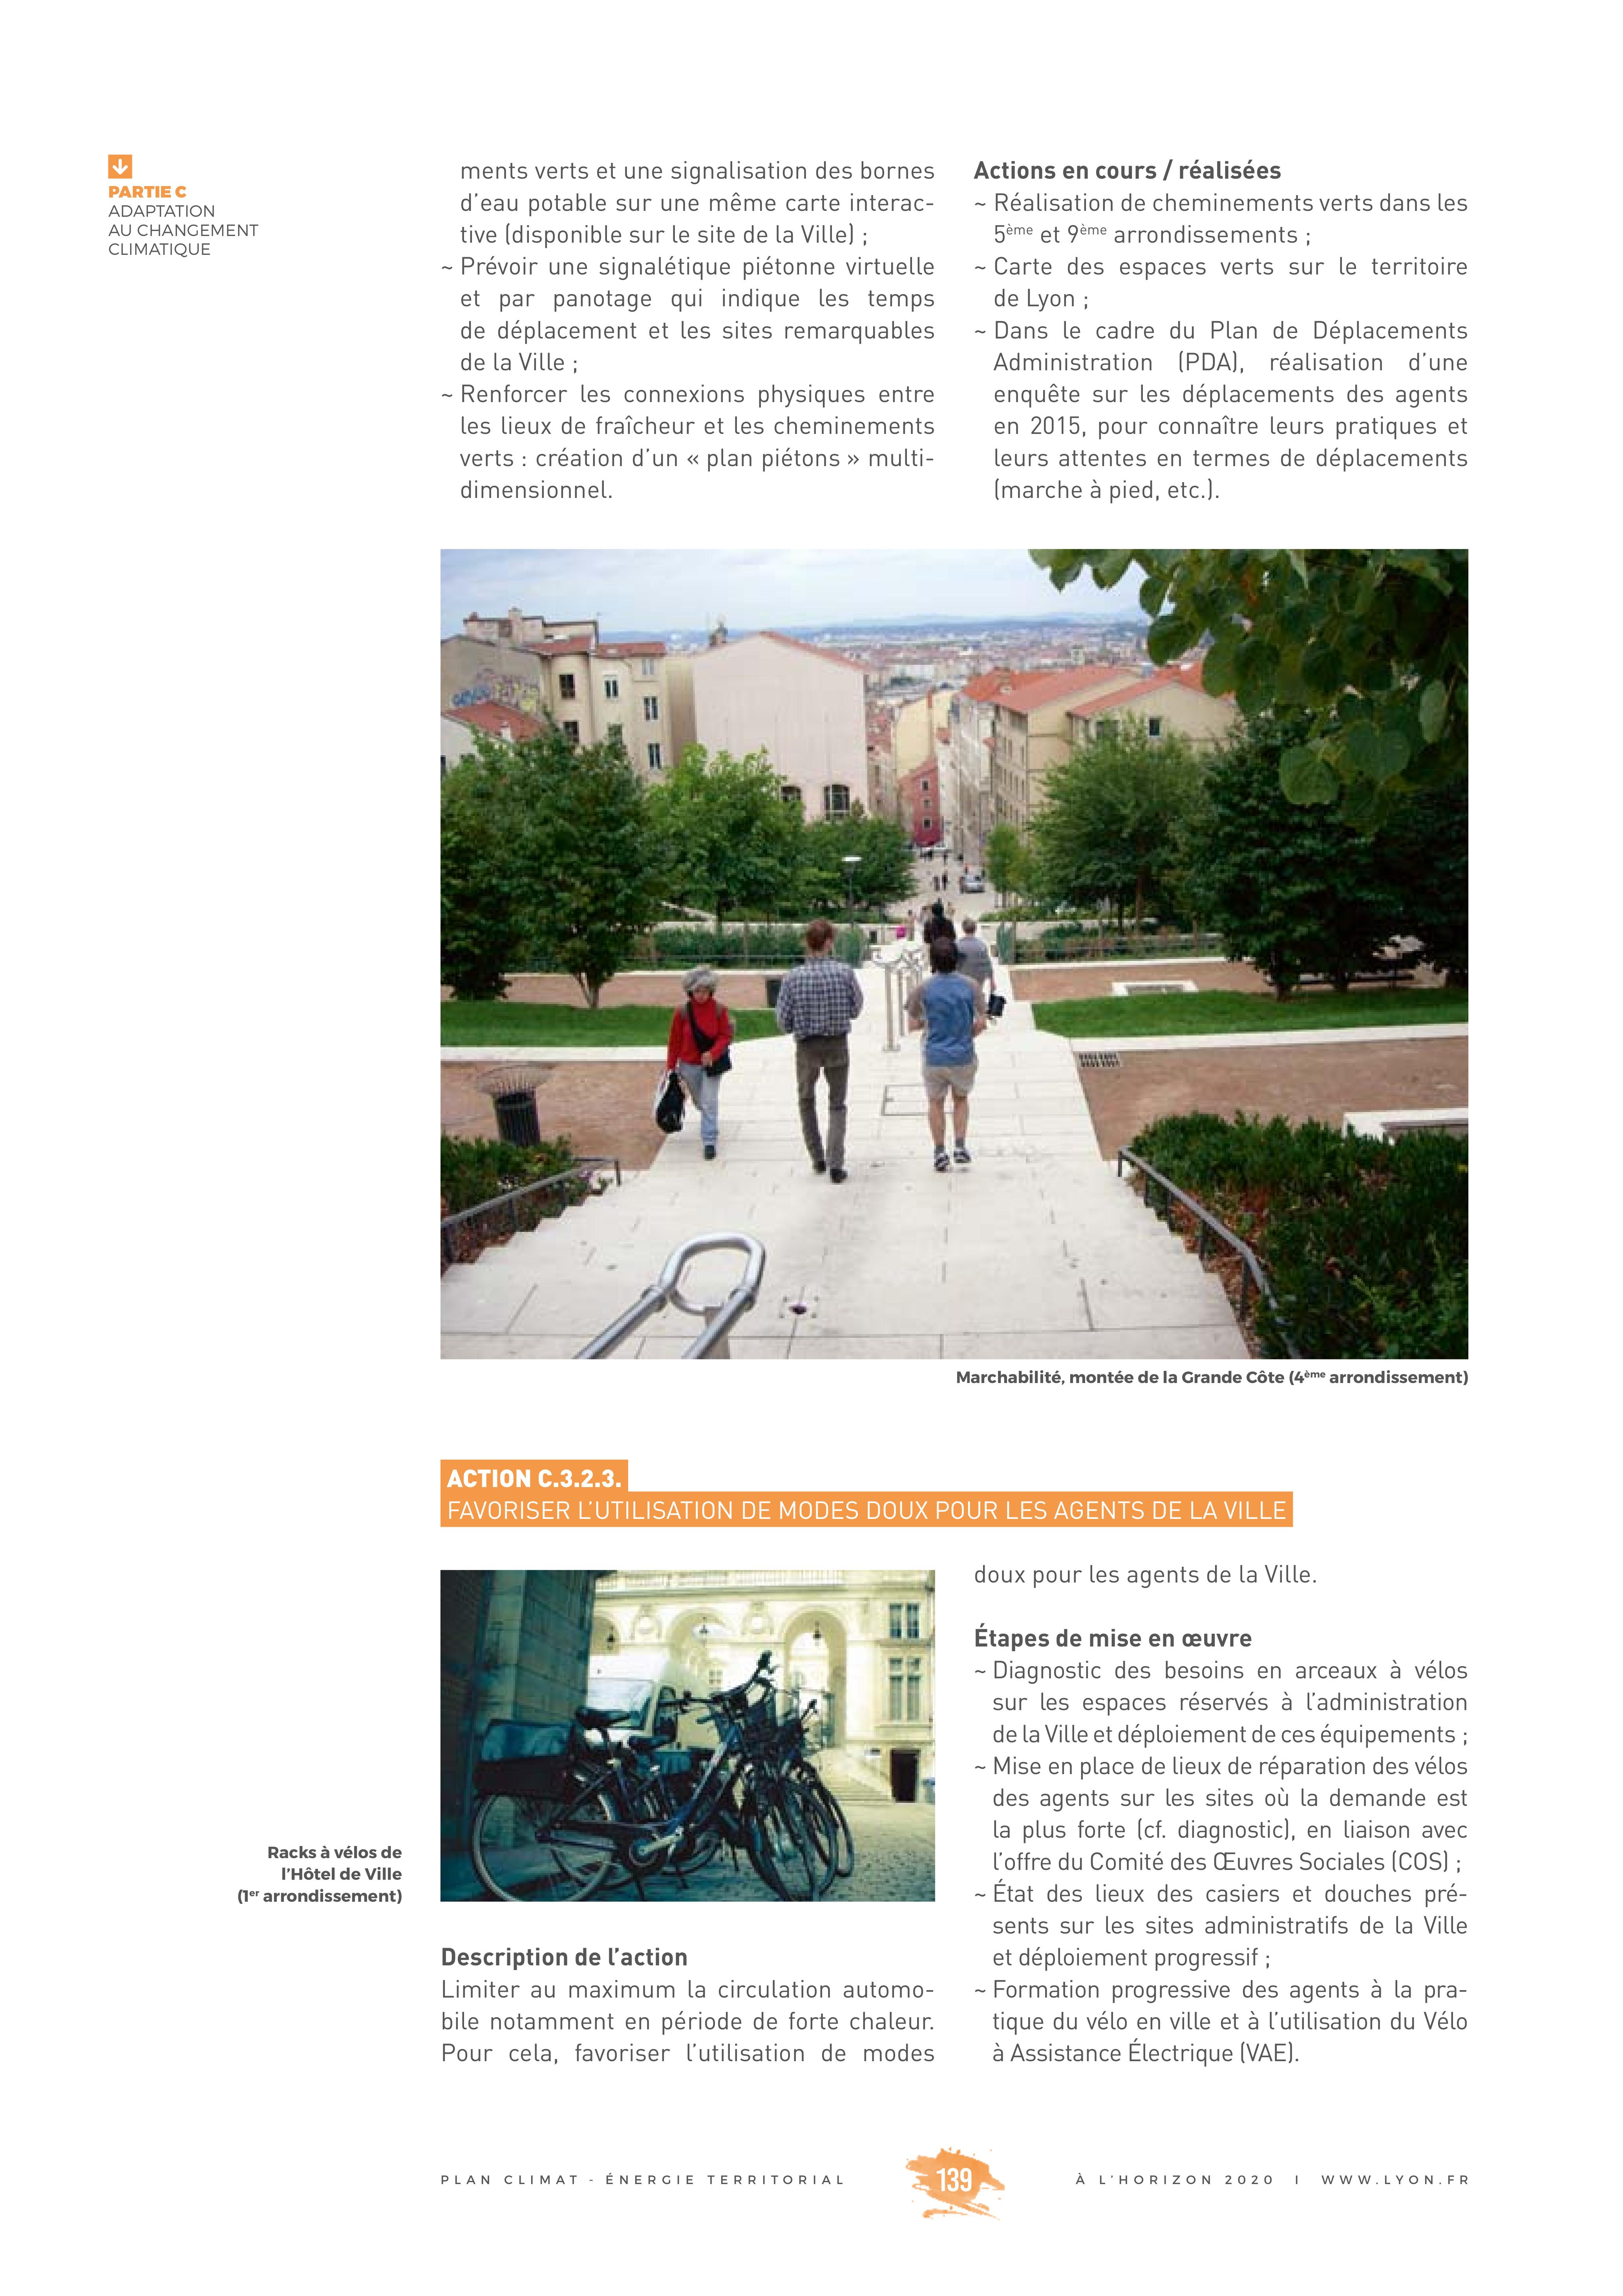 PARTIE C
ADAPTATION
AU CHANGEMENT
CLIMATIQUE
ments verts et une signalisation des bornes
d’eau potable sur une même carte interac-
tive (disponible sur le site de la Ville) ;
~ Prévoir une signalétique piétonne virtuelle
et par panotage qui indique les temps
de déplacement et les sites remarquables
de la Ville ;
~ Renforcer les connexions physiques entre
les lieux de fraîcheur et les cheminements
verts : création d’un « plan piétons » multi-
dimensionnel.
Actions en cours / réalisées
~ Réalisation de cheminements verts dans les
5ème et 9ème arrondissements ;
~ Carte des espaces verts sur le territoire
de Lyon ;
~ Dans le cadre du Plan de Déplacements
Administration (PDA), réalisation d’une
enquête sur les déplacements des agents
en 2015, pour connaître leurs pratiques et
leurs attentes en termes de déplacements
(marche à pied, etc.).
Marchabilité, montée de la Grande Côte (4ème arrondissement)
ACTION C.3.2.3.
FAVORISER L’UTILISATION DE MODES DOUX POUR LES AGENTS DE LA VILLE
Racks à vélos de
l’Hôtel de Ville
(1er arrondissement)
Description de l’action
Limiter au maximum la circulation automo-
bile notamment en période de forte chaleur.
Pour cela, favoriser l’utilisation de modes
doux pour les agents de la Ville.
Étapes de mise en œuvre
~ Diagnostic des besoins en arceaux à vélos
sur les espaces réservés à l’administration
de la Ville et déploiement de ces équipements ;
~ Mise en place de lieux de réparation des vélos
des agents sur les sites où la demande est
la plus forte (cf. diagnostic), en liaison avec
l’offre du Comité des Œuvres Sociales (COS) ;
~ État des lieux des casiers et douches pré-
sents sur les sites administratifs de la Ville
et déploiement progressif ;
~ Formation progressive des agents à la pra-
tique du vélo en ville et à l’utilisation du Vélo
à Assistance Électrique (VAE).
PLAN CLIMAT - ÉNERGIE TERRITORIAL
139
À L’HORIZON 2020 I WWW.LYON.FR